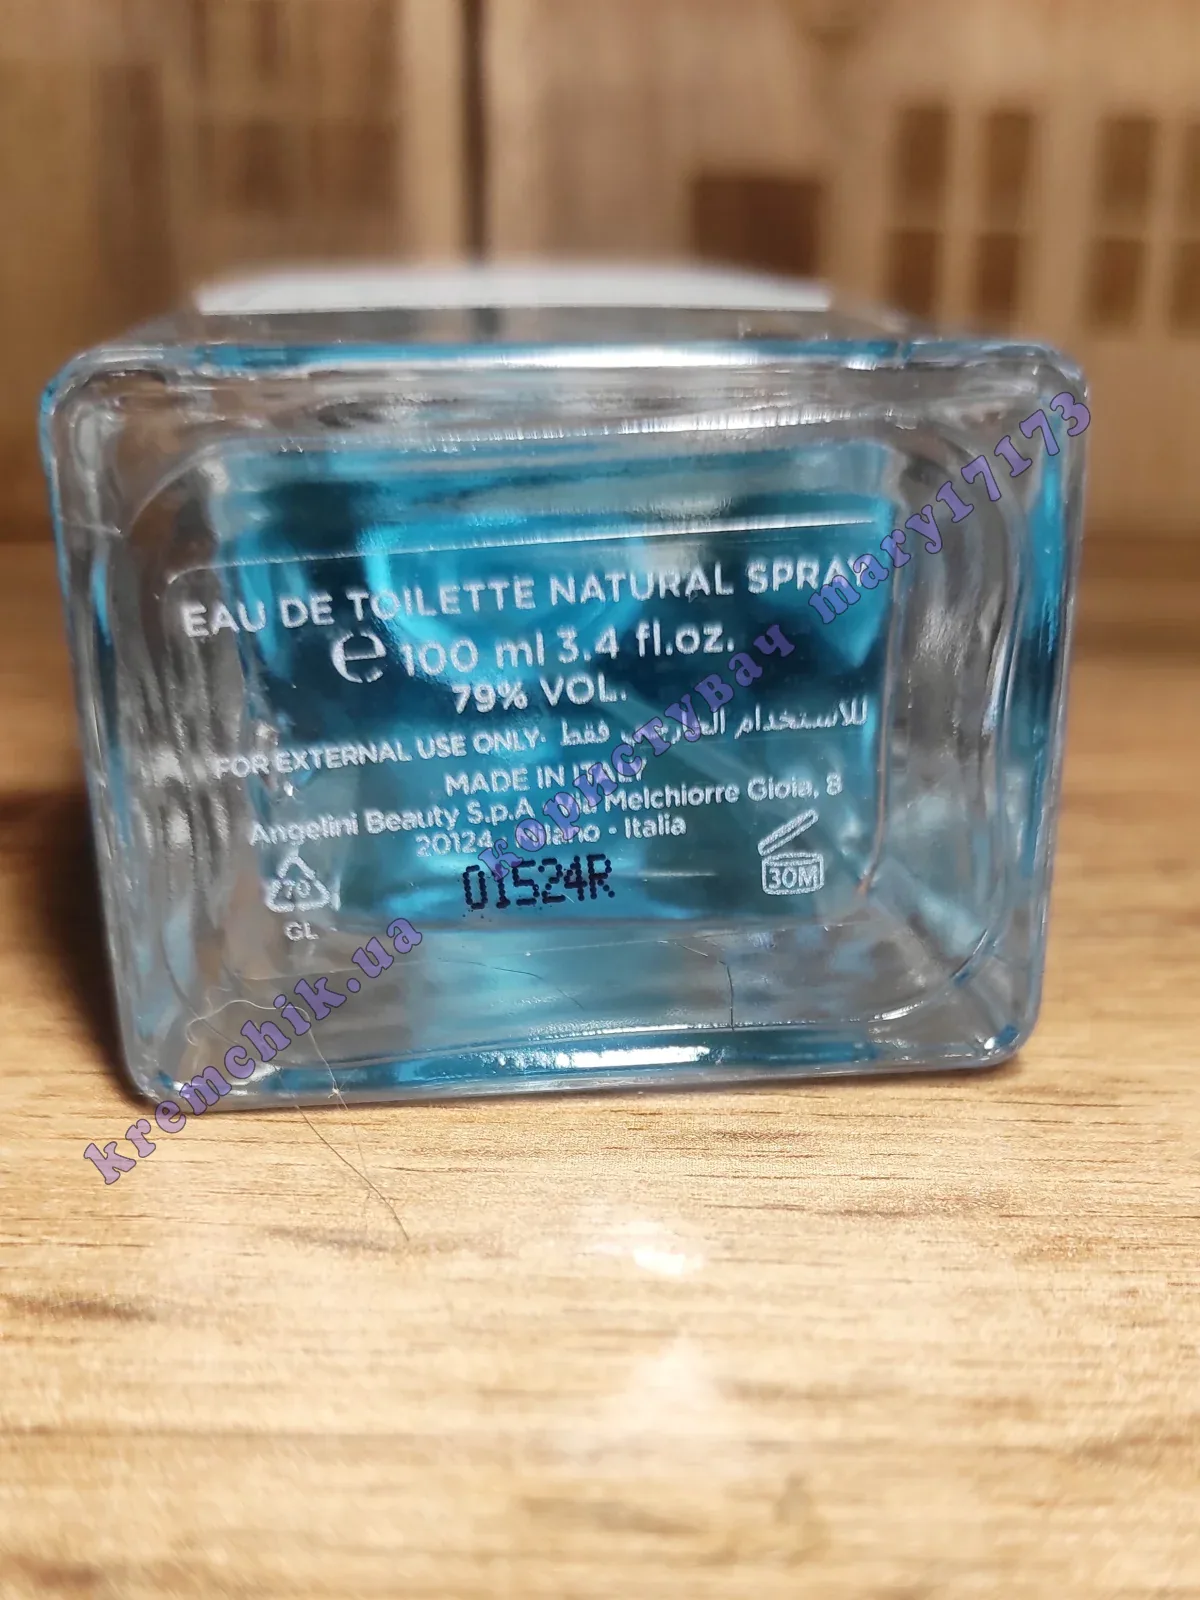 EAU DE TOILETTE NATURAL SPRAY
e 100 ml 3.4 fl.oz.
79% VOL.
FOR EXTERNAL USE ONLY. للاستخدام الخارجي فقط
MADE IN ITALY
Angelini Beauty S.p.A. Via Melchiorre Gioia, 8
20124 - Milano - Italia
01524R
70
GL
30M
kremchik.ua користувач mary17173